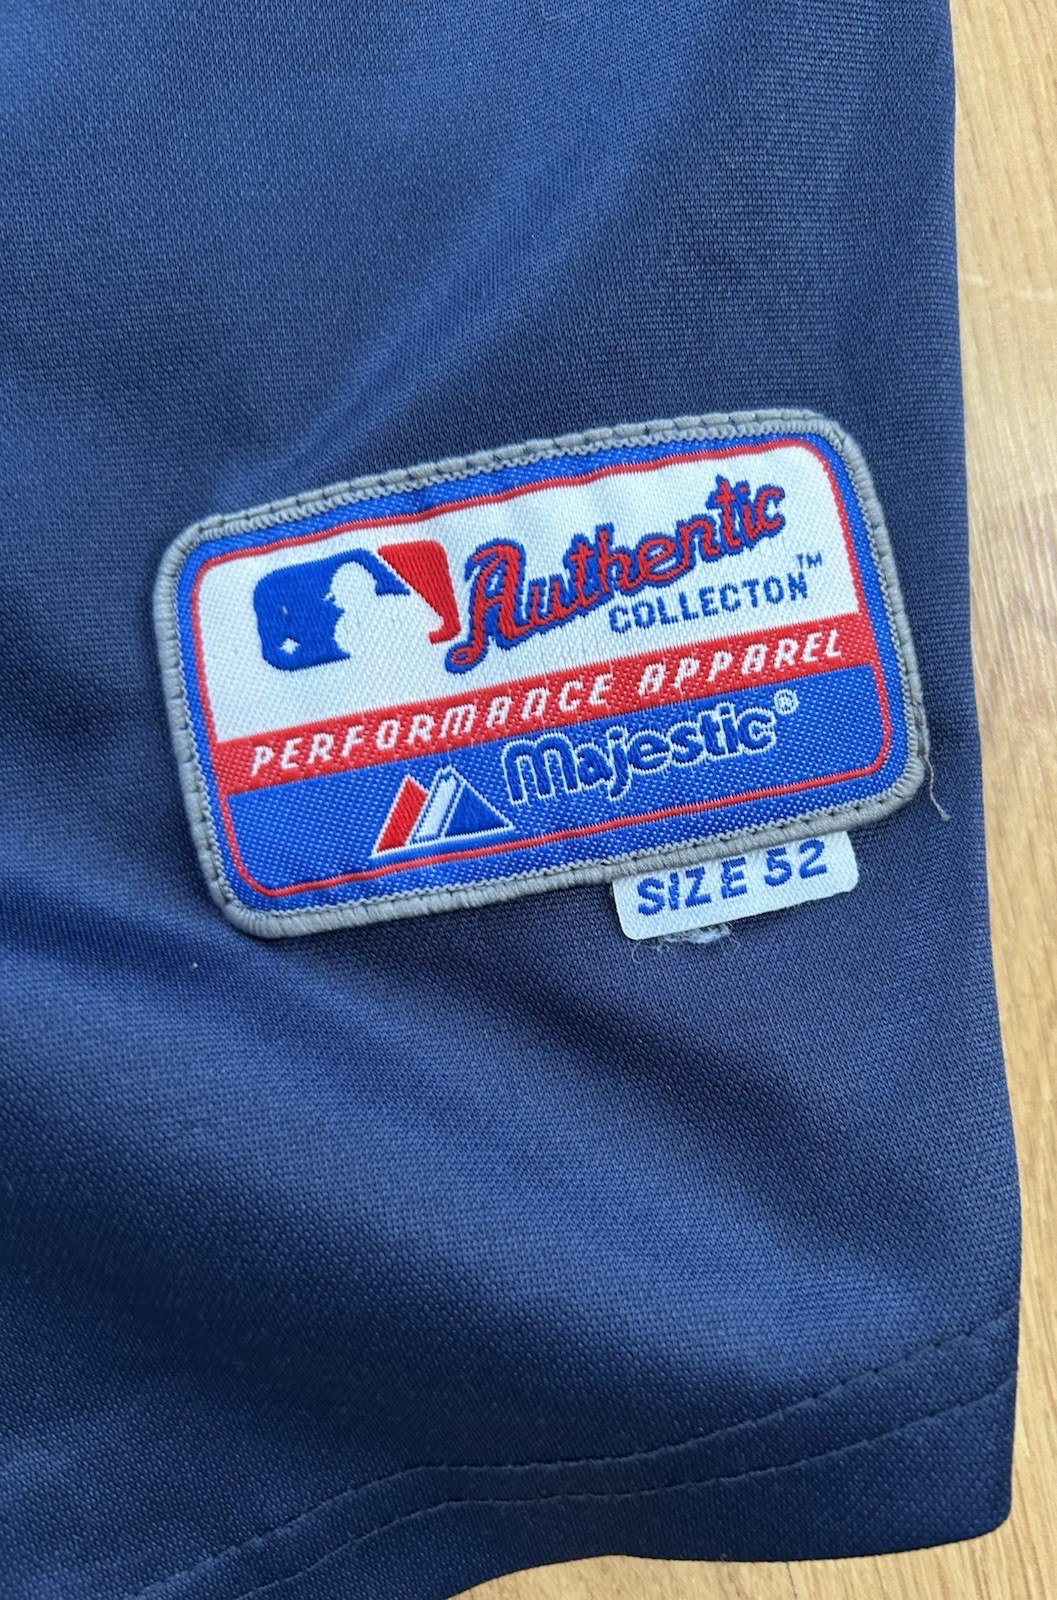 Authentic
COLLECTON™
PERFORMANCE APPAREL
Majestic®
SIZE 52